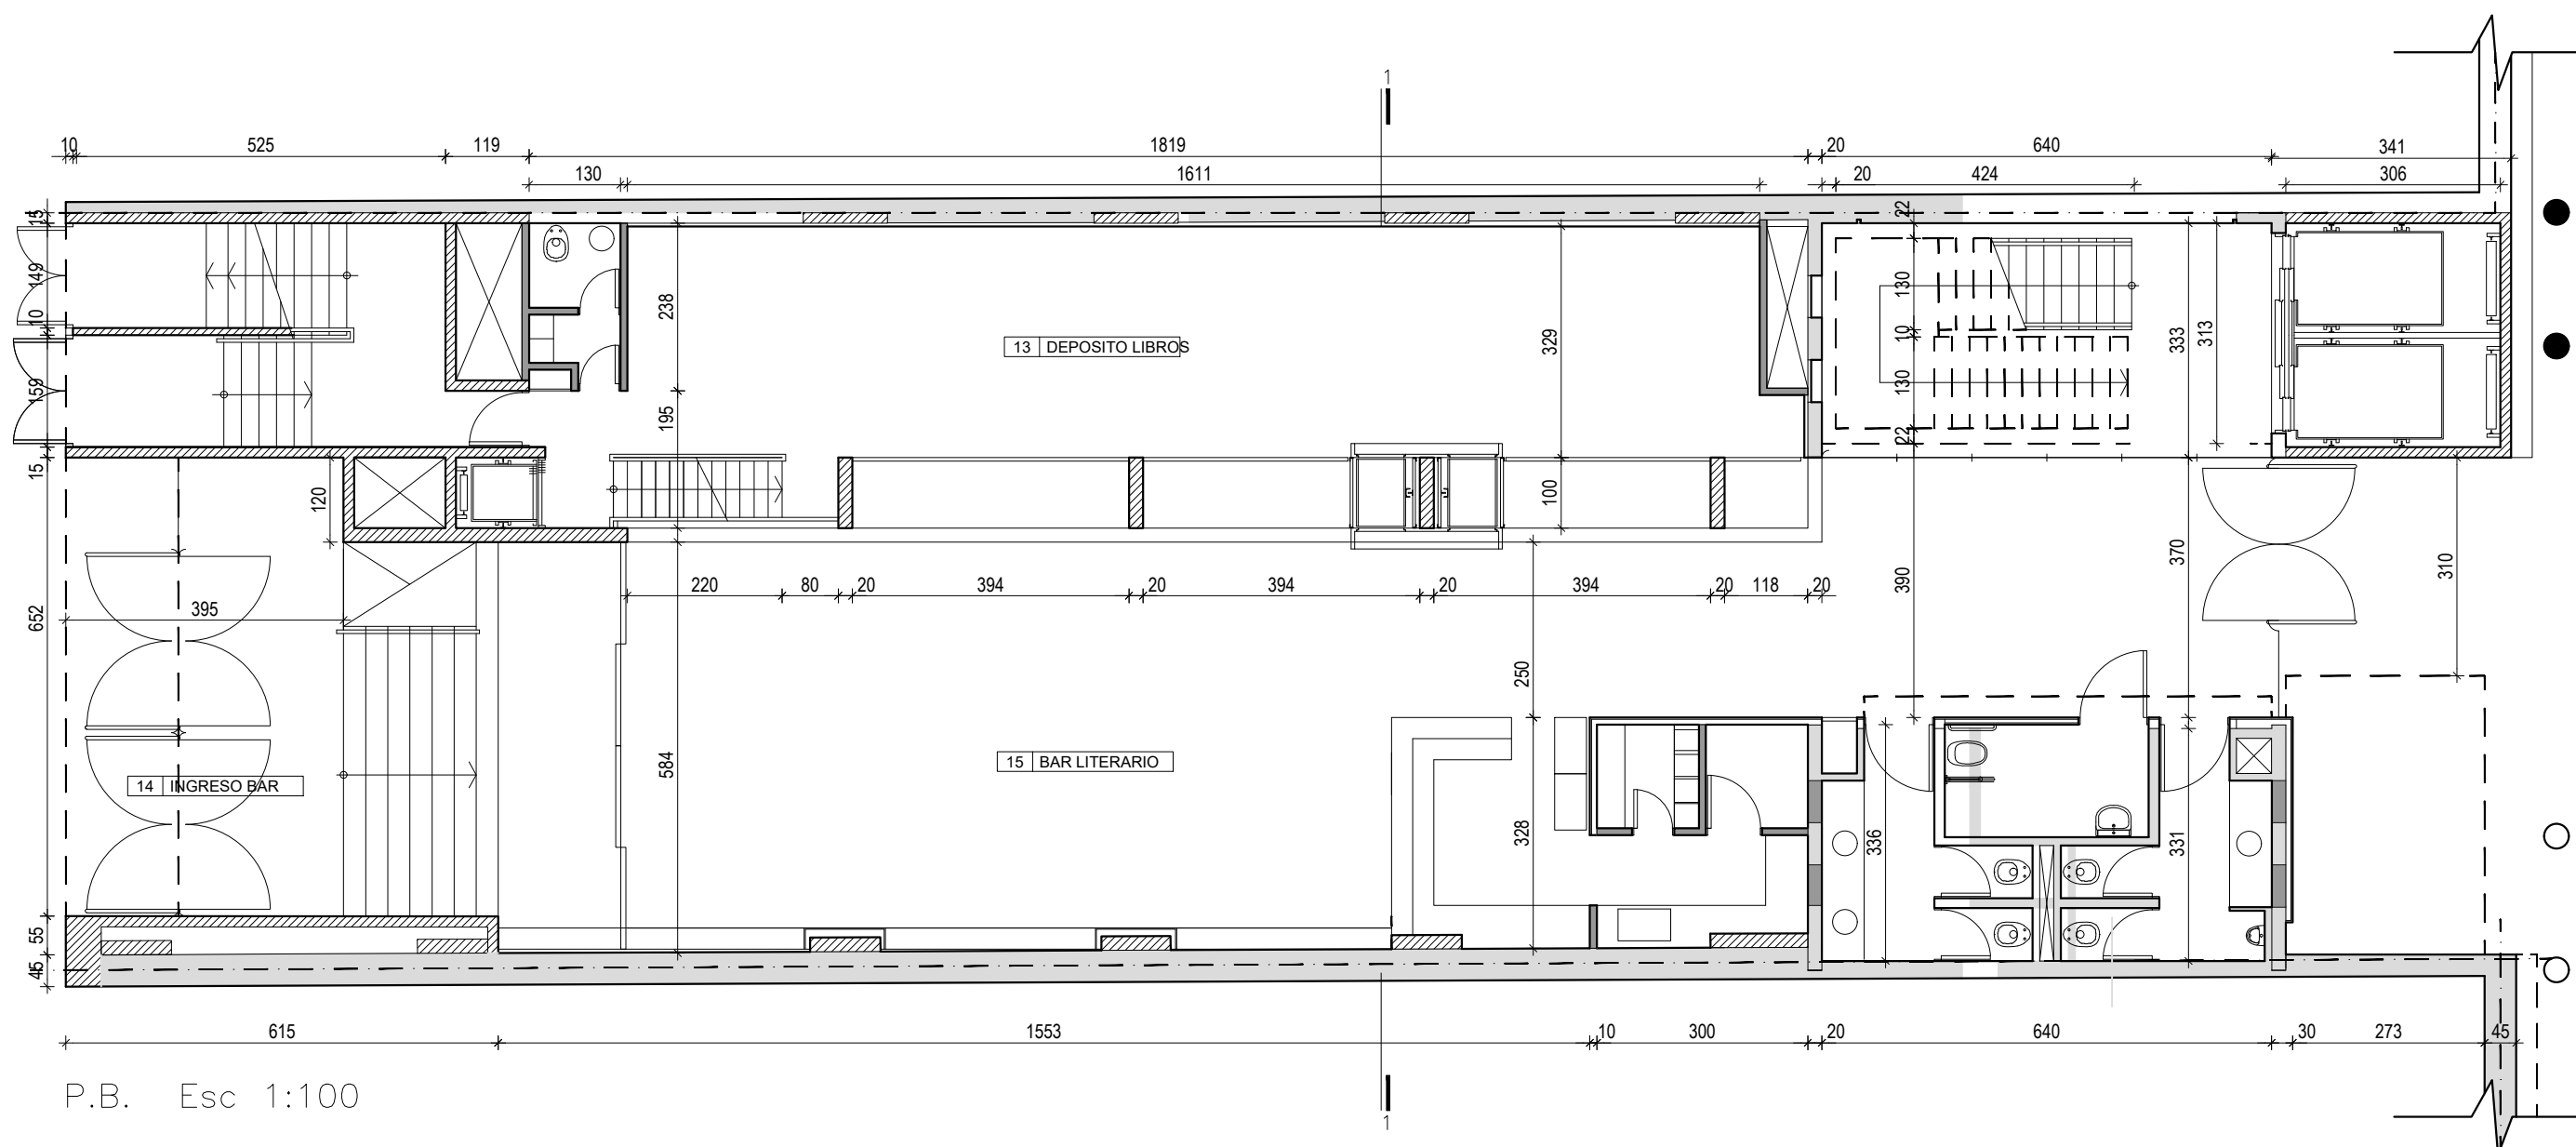 1
10 525 119 1819 20 640 341
130 1611 20 424 306
15 149 10 159 15 652 55 45
22 130 10 130 22 390
238 195 584
329 100
333 313 370 331
13 DEPOSITO LIBROS
120
395
220 80 20 394 20 394 20 394 20 118 20
310
250 328
336
14 INGRESO BAR
15 BAR LITERARIO
615 1553 10 300 20 640 30 273 45
P.B. Esc 1:100
1